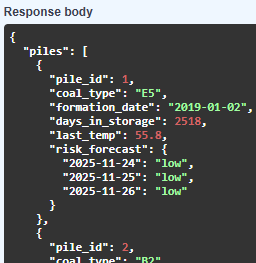 Response body
{
  "piles": [
    {
      "pile_id": 1,
      "coal_type": "E5",
      "formation_date": "2019-01-02",
      "days_in_storage": 2518,
      "last_temp": 55.8,
      "risk_forecast": {
        "2025-11-24": "low",
        "2025-11-25": "low",
        "2025-11-26": "low"
      }
    },
    {
      "pile_id": 2,
      "coal_type": "B2"